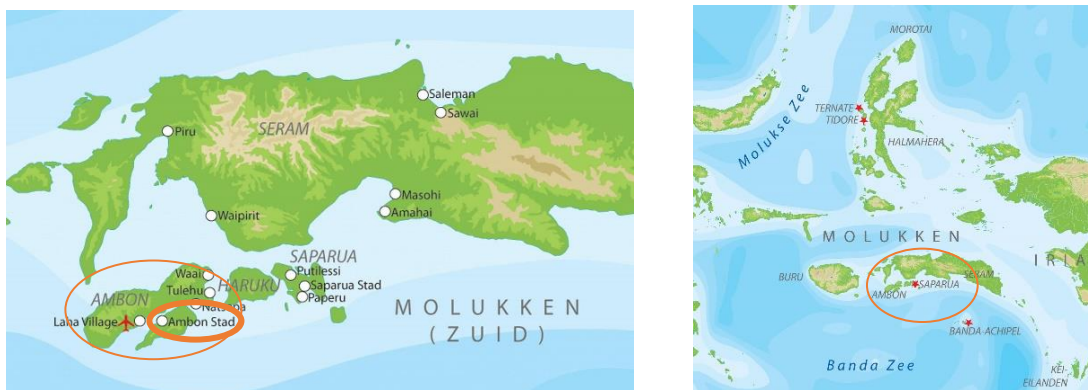 Saleman
Sawai
SERAM
Piru
Masohi
Amahai
Waipirit
SAPARUA
Putilessi
Waai
HARUKU
Saparua Stad
Tulehu
Paperu
AMBON
Natsepa
MOLUKKEN
(ZUID)
Laha Village
Ambon Stad
MOROTAI
Molukse Zee
TERNATE
TIDORE
HALMAHERA
MOLUKKEN
IRIA
BURU
SERAM
SAPARUA
AMBON
BANDA-ACHIPEL
Banda Zee
KEI-
EILANDEN